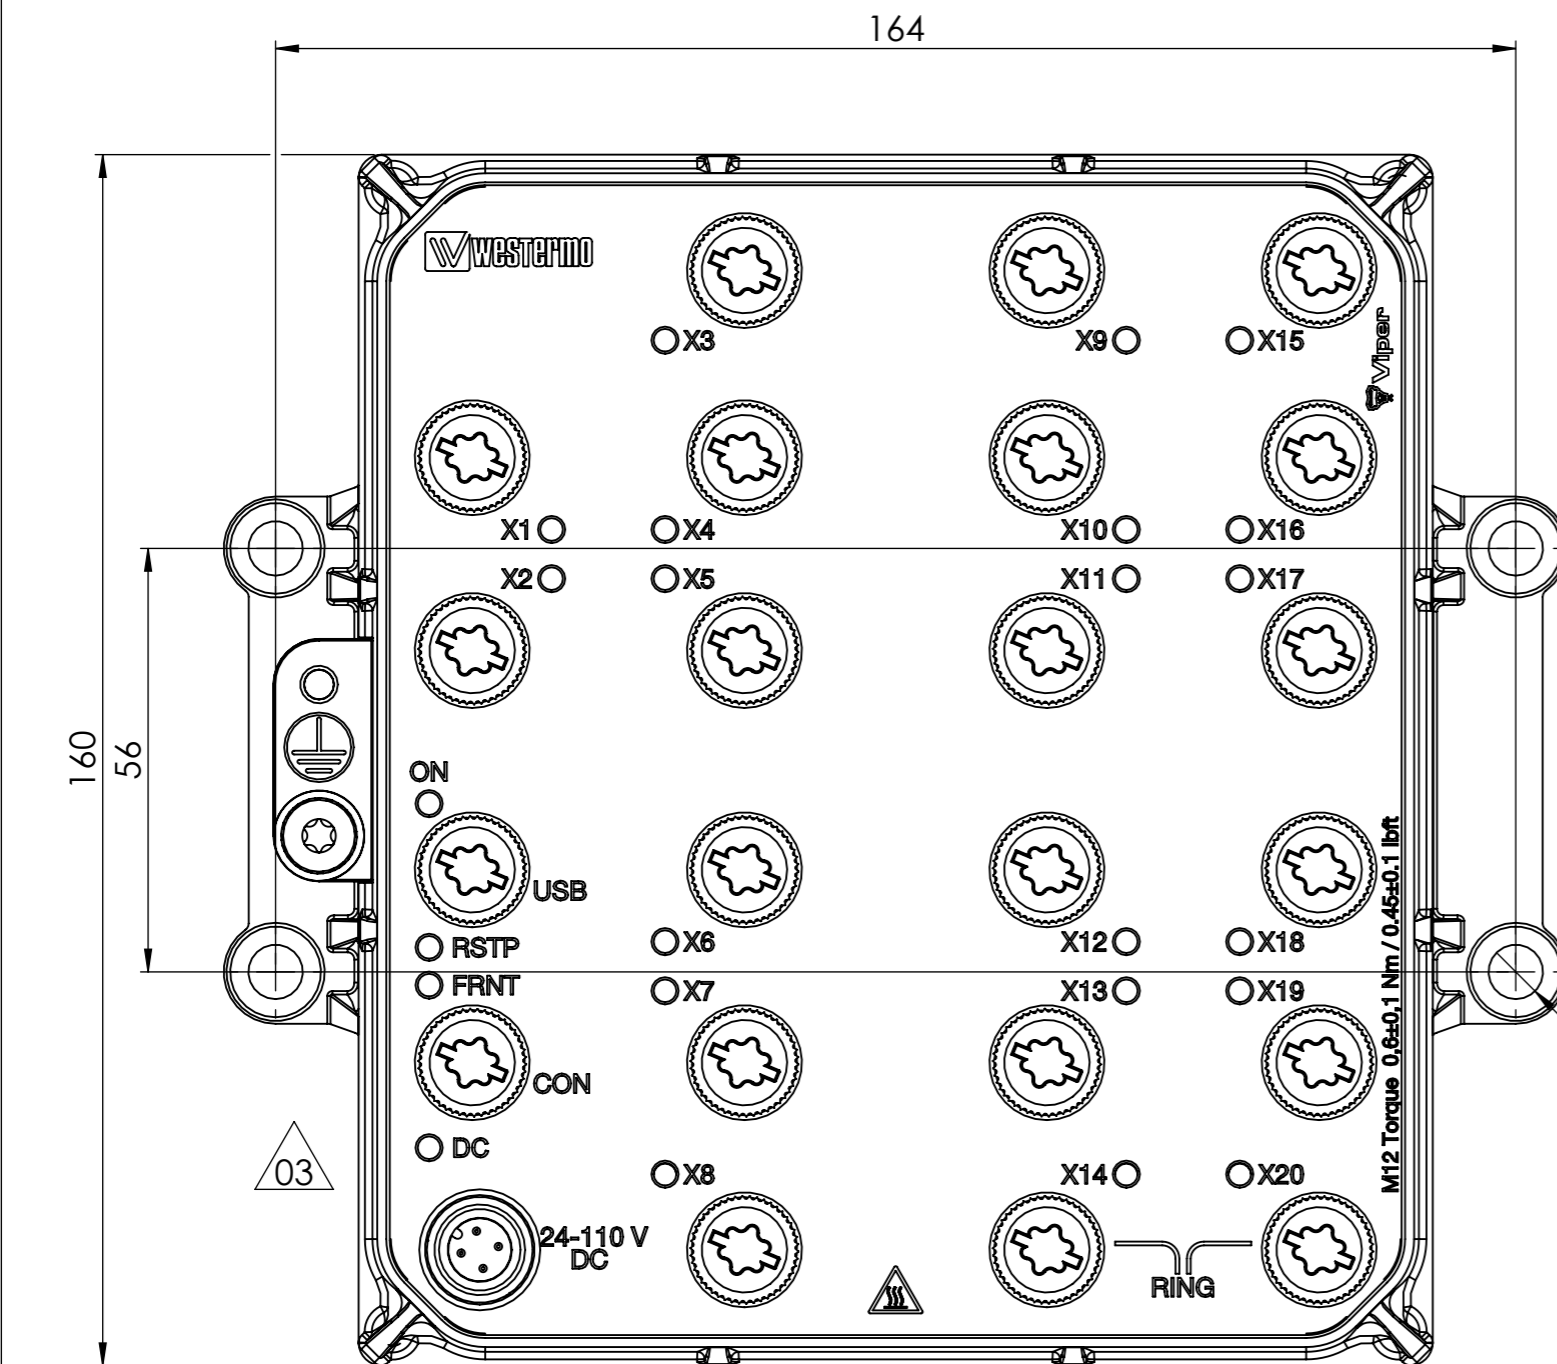 164
westermo
X3
X9
X15
Viper
X1
X4
X10
X16
X2
X5
X11
X17
160
56
ON
USB
RSTP
X6
X12
X18
FRNT
X7
X13
X19
CON
M12 Torque 0,6±0,1 Nm / 0.45±0.1 lbft
DC
03
X8
X14
X20
24-110 V
DC
RING